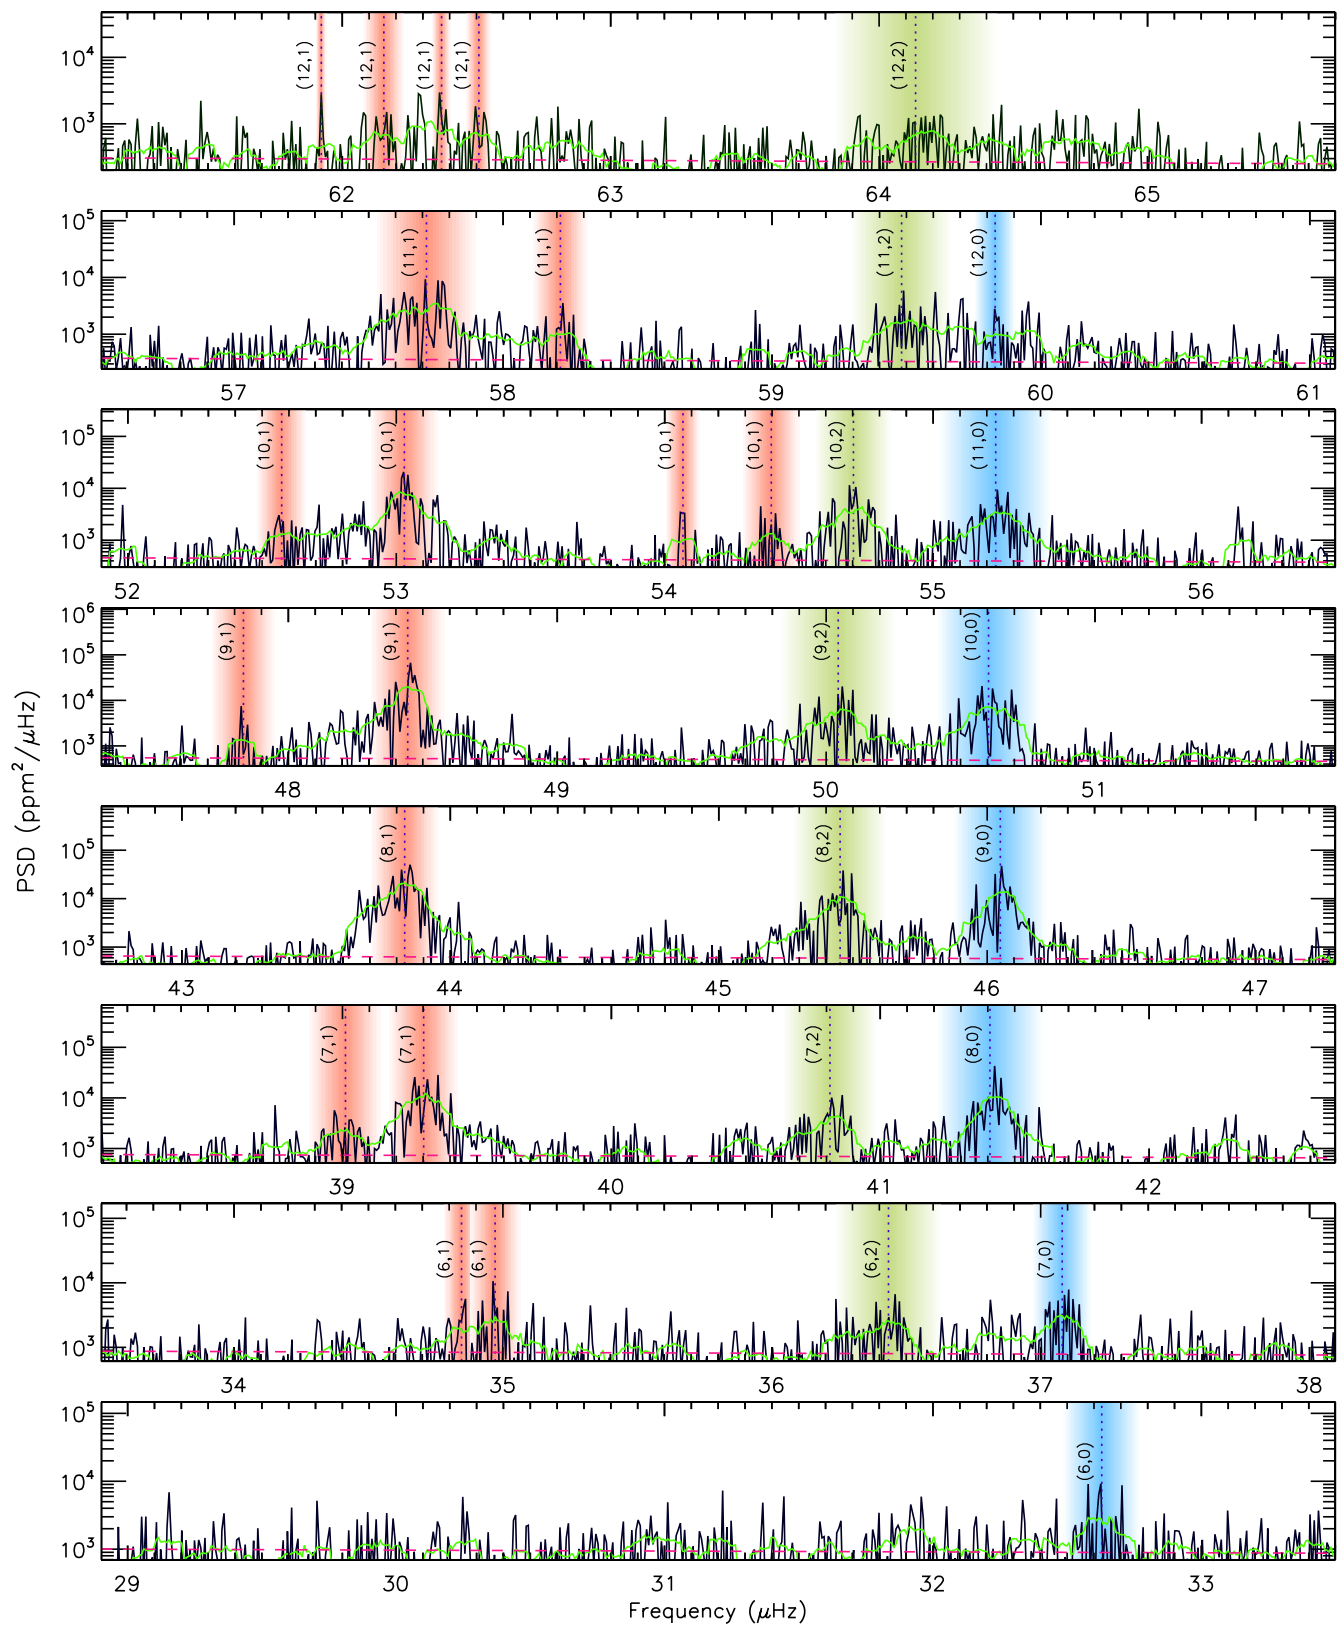 (12,1) (12,1) (12,1) (12,1) (12,2)
10⁴
10³
62 63 64 65
(11,1) (11,1) (11,2) (12,0)
10⁵
10⁴
10³
57 58 59 60 61
(10,1) (10,1) (10,1) (10,1) (10,2) (11,0)
10⁵
10⁴
10³
52 53 54 55 56
(9,1) (9,1) (9,2) (10,0)
10⁶
10⁵
10⁴
10³
48 49 50 51
PSD (ppm²/μHz)
(8,1) (8,2) (9,0)
10⁵
10⁴
10³
43 44 45 46 47
(7,1) (7,1) (7,2) (8,0)
10⁵
10⁴
10³
39 40 41 42
(6,1) (6,1) (6,2) (7,0)
10⁵
10⁴
10³
34 35 36 37 38
(6,0)
10⁵
10⁴
10³
29 30 31 32 33
Frequency (μHz)